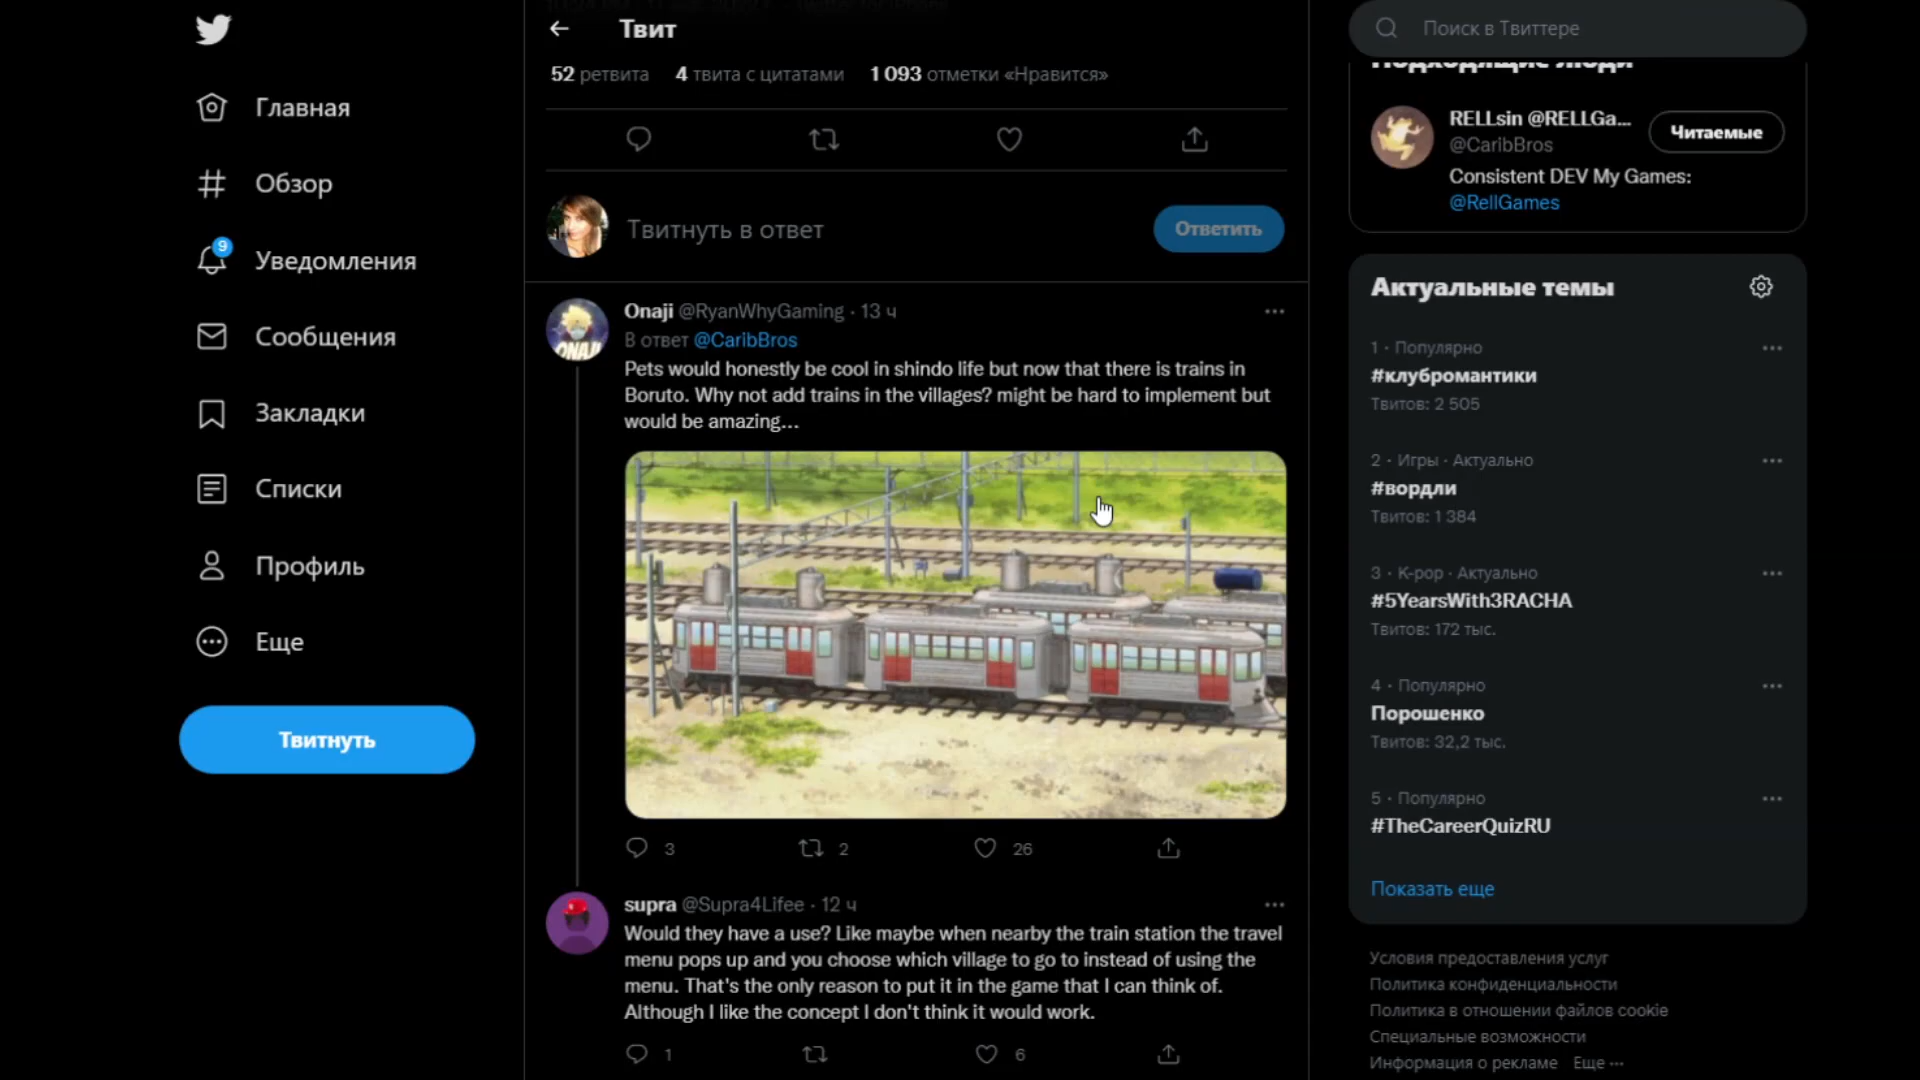 Твит
52 ретвита 4 твита с цитатами 1 093 отметки «Нравится»
Главная
Обзор
9
Уведомления
Сообщения
Закладки
Списки
Профиль
Еще
Твитнуть
Твитнуть в ответ
Ответить
Onaji @RyanWhyGaming · 13 ч
В ответ @CaribBros
Pets would honestly be cool in shindo life but now that there is trains in
Boruto. Why not add trains in the villages? might be hard to implement but
would be amazing...
ONAJI
3 2 26
supra @Supra4Lifee · 12 ч
Would they have a use? Like maybe when nearby the train station the travel
menu pops up and you choose which village to go to instead of using the
menu. That's the only reason to put it in the game that I can think of.
Although I like the concept I don't think it would work.
1 6
Поиск в Твиттере
Подходящие люди
RELLsin @RELLGa...
@CaribBros
Читаемые
Consistent DEV My Games:
@RellGames
Актуальные темы
1 · Популярно
#клубромантики
Твитов: 2 505
2 · Игры · Актуально
#вордли
Твитов: 1 384
3 · K-pop · Актуально
#5YearsWith3RACHA
Твитов: 172 тыс.
4 · Популярно
Порошенко
Твитов: 32,2 тыс.
5 · Популярно
#TheCareerQuizRU
Показать еще
Условия предоставления услуг
Политика конфиденциальности
Политика в отношении файлов cookie
Специальные возможности
Информация о рекламе Еще ···